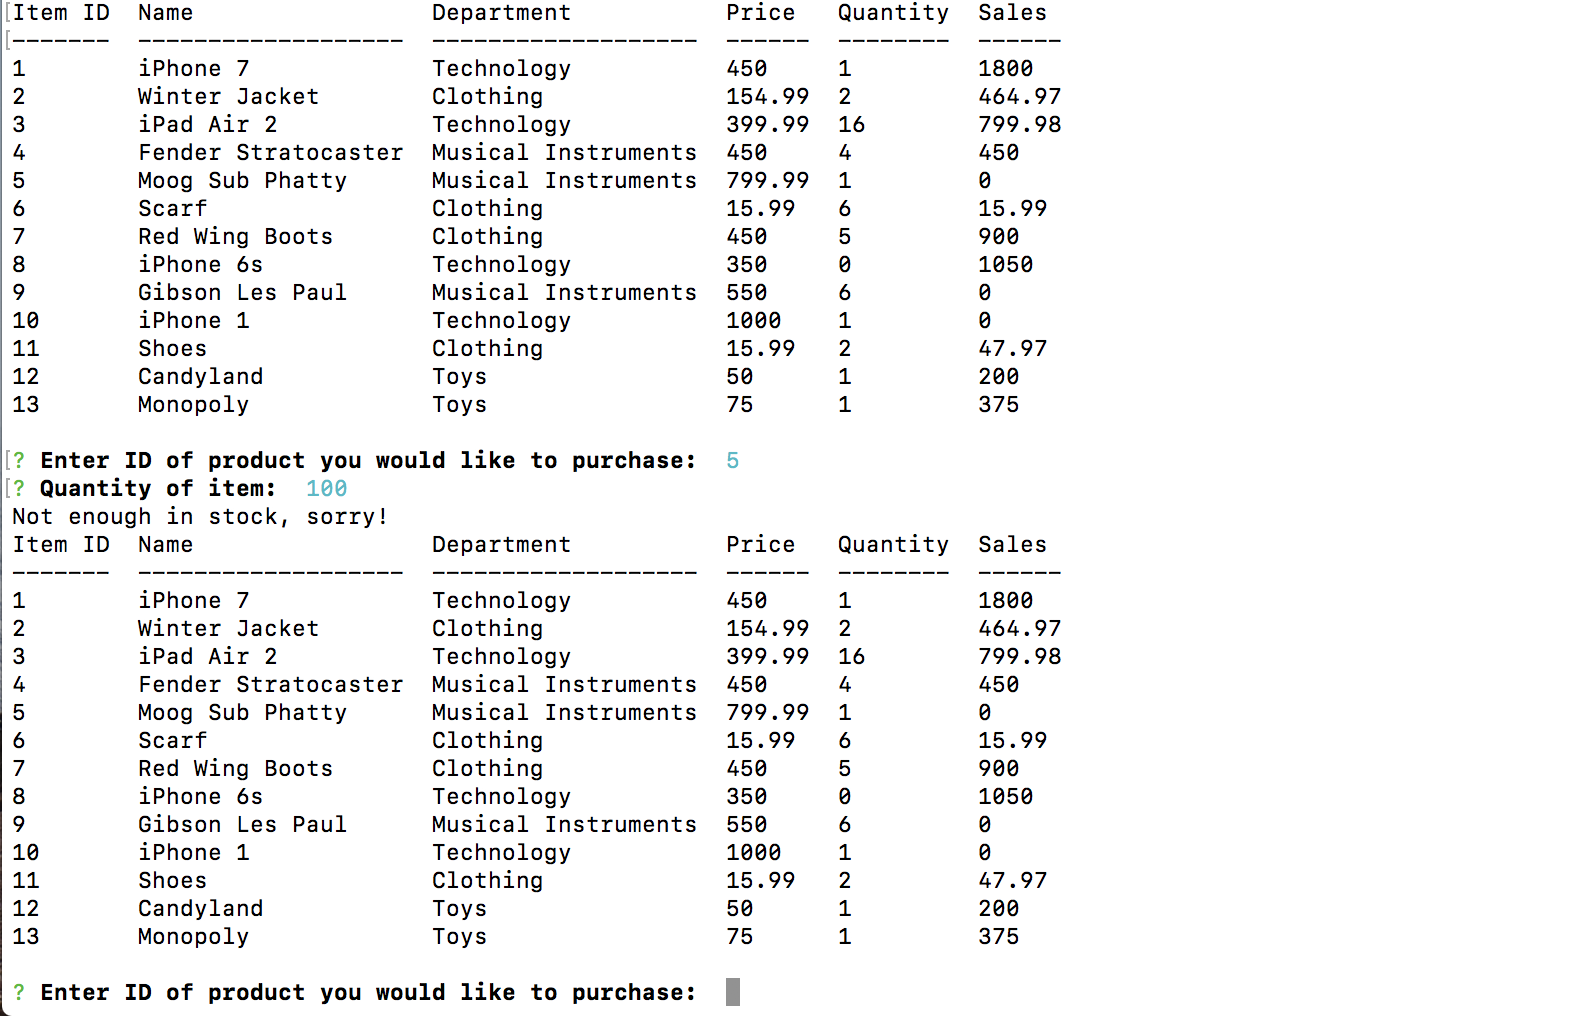 Item ID  Name                 Department           Price   Quantity  Sales
-------  -------------------  -------------------  ------  --------  ------
1        iPhone 7             Technology           450     1         1800
2        Winter Jacket        Clothing             154.99  2         464.97
3        iPad Air 2           Technology           399.99  16        799.98
4        Fender Stratocaster  Musical Instruments  450     4         450
5        Moog Sub Phatty      Musical Instruments  799.99  1         0
6        Scarf                Clothing             15.99   6         15.99
7        Red Wing Boots       Clothing             450     5         900
8        iPhone 6s            Technology           350     0         1050
9        Gibson Les Paul      Musical Instruments  550     6         0
10       iPhone 1             Technology           1000    1         0
11       Shoes                Clothing             15.99   2         47.97
12       Candyland            Toys                 50      1         200
13       Monopoly             Toys                 75      1         375
? Enter ID of product you would like to purchase:  5
? Quantity of item:  100
Not enough in stock, sorry!
Item ID  Name                 Department           Price   Quantity  Sales
-------  -------------------  -------------------  ------  --------  ------
1        iPhone 7             Technology           450     1         1800
2        Winter Jacket        Clothing             154.99  2         464.97
3        iPad Air 2           Technology           399.99  16        799.98
4        Fender Stratocaster  Musical Instruments  450     4         450
5        Moog Sub Phatty      Musical Instruments  799.99  1         0
6        Scarf                Clothing             15.99   6         15.99
7        Red Wing Boots       Clothing             450     5         900
8        iPhone 6s            Technology           350     0         1050
9        Gibson Les Paul      Musical Instruments  550     6         0
10       iPhone 1             Technology           1000    1         0
11       Shoes                Clothing             15.99   2         47.97
12       Candyland            Toys                 50      1         200
13       Monopoly             Toys                 75      1         375
? Enter ID of product you would like to purchase: